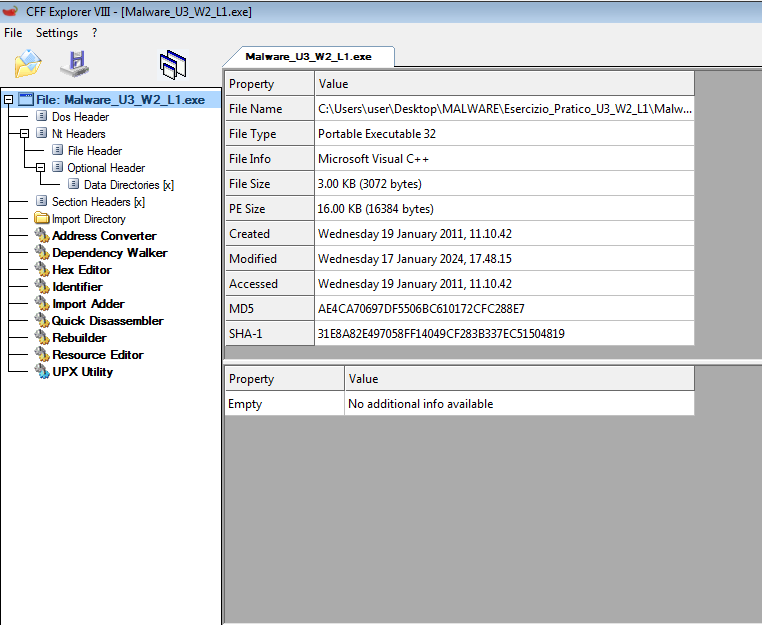 CFF Explorer VIII - [Malware_U3_W2_L1.exe]
File Settings ?
Malware_U3_W2_L1.exe
File: Malware_U3_W2_L1.exe
Dos Header
Nt Headers
File Header
Optional Header
Data Directories [x]
Section Headers [x]
Import Directory
Address Converter
Dependency Walker
Hex Editor
Identifier
Import Adder
Quick Disassembler
Rebuilder
Resource Editor
UPX Utility
Property Value
File Name C:\Users\user\Desktop\MALWARE\Esercizio_Pratico_U3_W2_L1\Malw...
File Type Portable Executable 32
File Info Microsoft Visual C++
File Size 3.00 KB (3072 bytes)
PE Size 16.00 KB (16384 bytes)
Created Wednesday 19 January 2011, 11.10.42
Modified Wednesday 17 January 2024, 17.48.15
Accessed Wednesday 19 January 2011, 11.10.42
MD5 AE4CA70697DF5506BC610172CFC288E7
SHA-1 31E8A82E497058FF14049CF283B337EC51504819
Property Value
Empty No additional info available